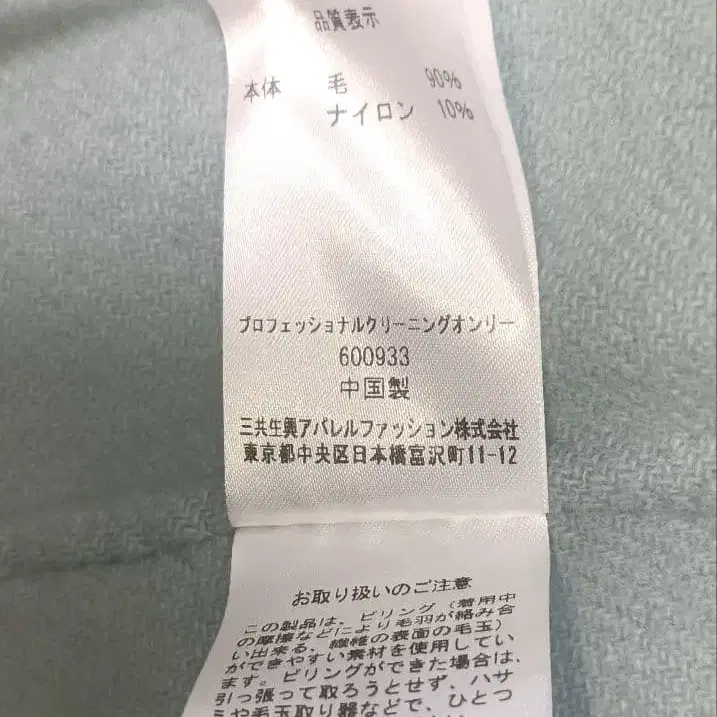 品質表示
本体 毛 90%
ナイロン 10%
プロフェッショナルクリーニングオンリー
600933
中国製
三共生興アパレルファッション株式会社
東京都中央区日本橋富沢町11-12
お取り扱いのご注意
この製品は、ピリング(着用中
の摩擦などにより毛羽が絡み合
い出来る、繊維の表面の毛玉)
ができやすい素材を使用してい
ます。ピリングができた場合は、
引っ張って取ろうとせず、ハサ
ミや毛玉取り器などで、ひとつ